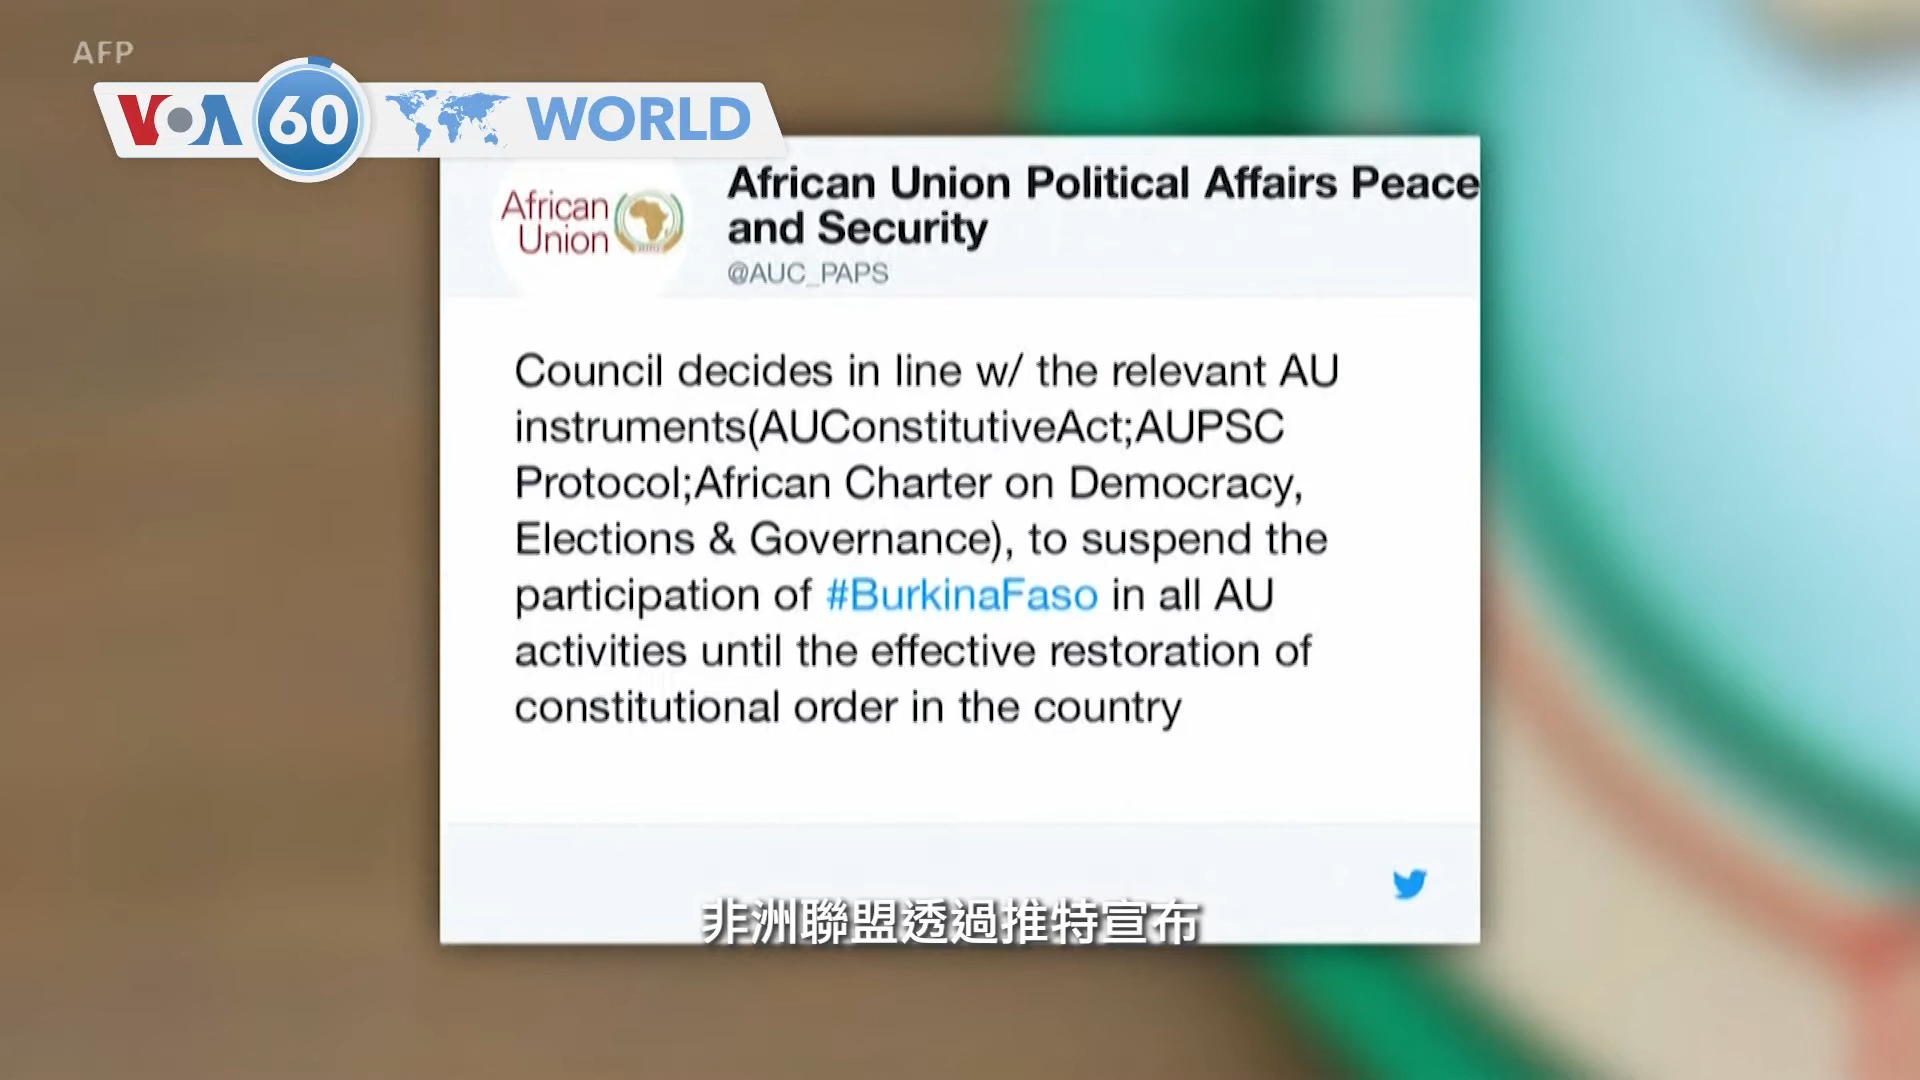 AFP
VOA 60 WORLD
African Union
African Union Political Affairs Peace
and Security
@AUC_PAPS
Council decides in line w/ the relevant AU
instruments(AUConstitutiveAct;AUPSC
Protocol;African Charter on Democracy,
Elections & Governance), to suspend the
participation of #BurkinaFaso in all AU
activities until the effective restoration of
constitutional order in the country
非洲聯盟透過推特宣布